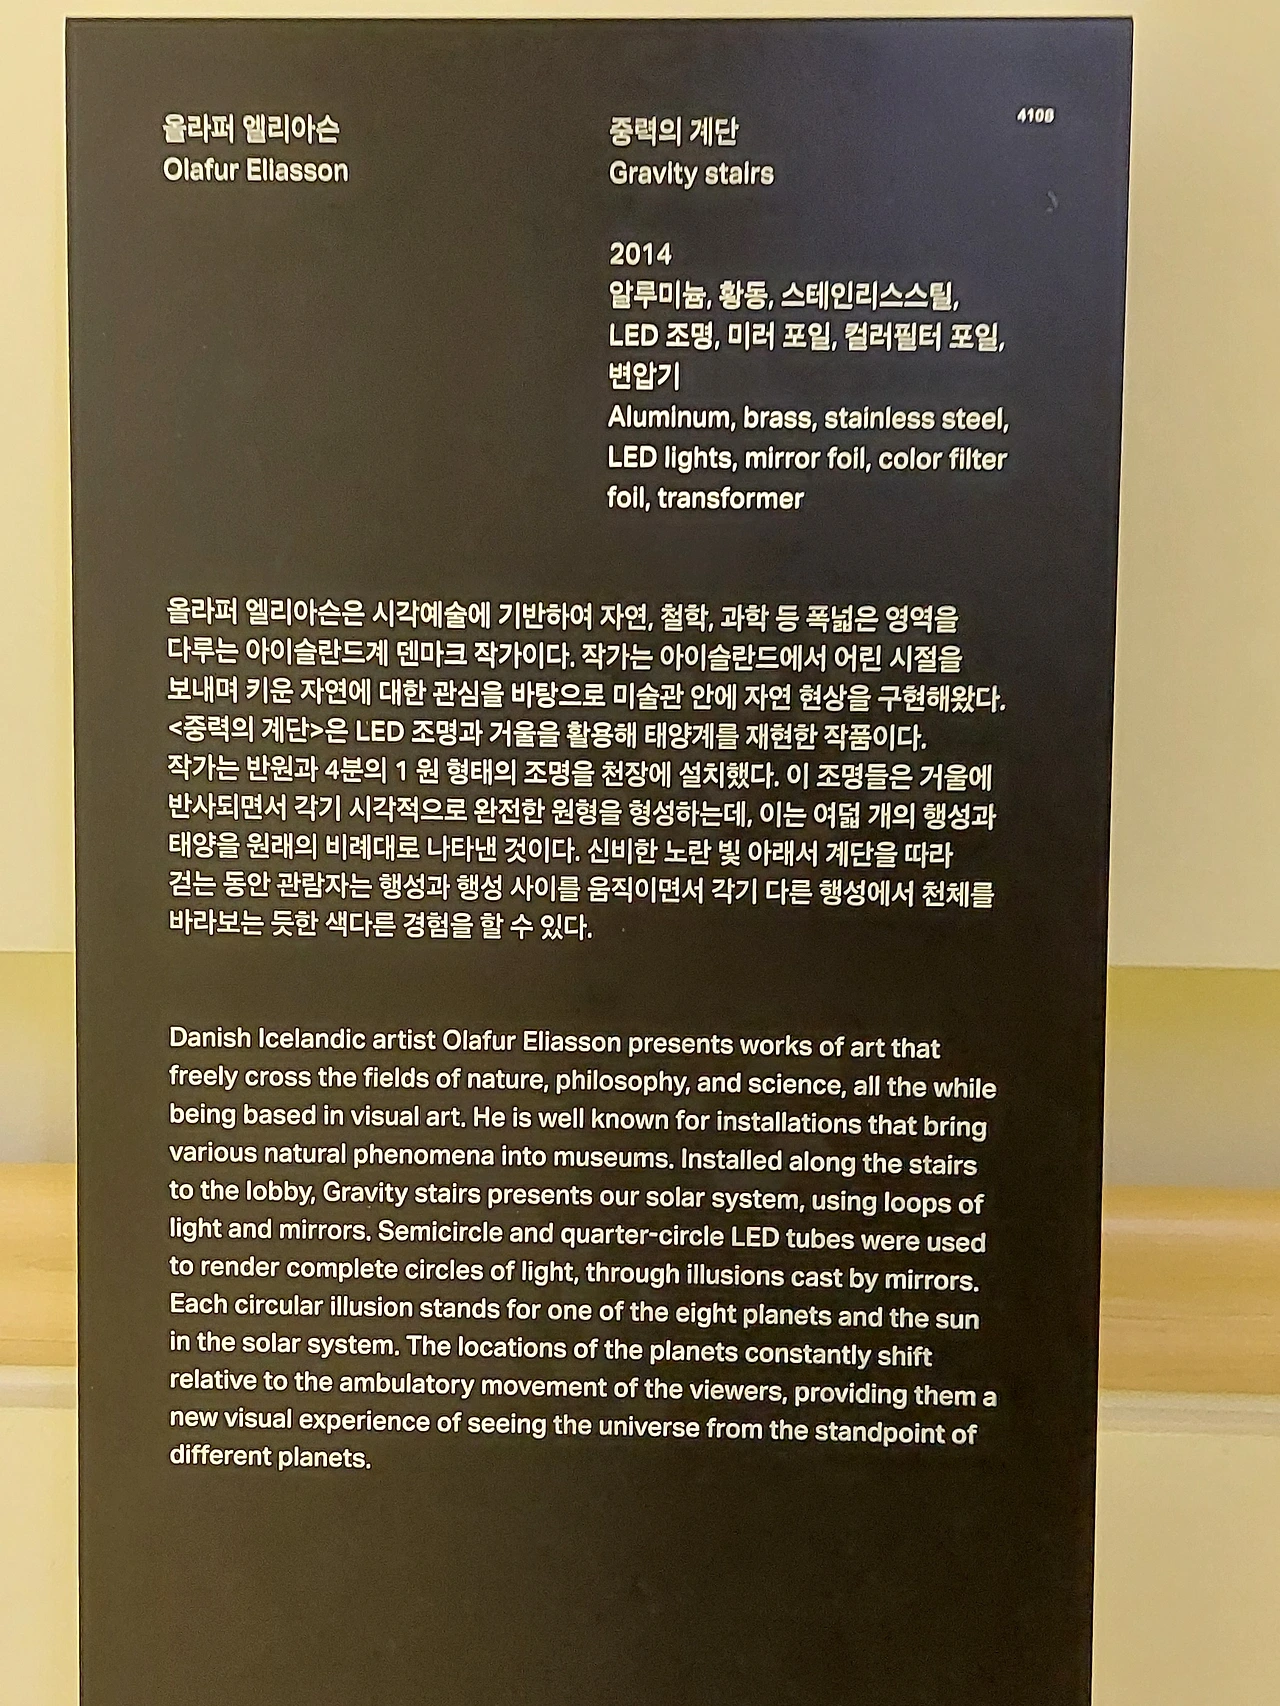 올라퍼 엘리아슨
Olafur Eliasson
중력의 계단
Gravity stairs
2014
알루미늄, 황동, 스테인리스스틸,
LED 조명, 미러 포일, 컬러필터 포일,
변압기
Aluminum, brass, stainless steel,
LED lights, mirror foil, color filter
foil, transformer
올라퍼 엘리아슨은 시각예술에 기반하여 자연, 철학, 과학 등 폭넓은 영역을
다루는 아이슬란드계 덴마크 작가이다. 작가는 아이슬란드에서 어린 시절을
보내며 키운 자연에 대한 관심을 바탕으로 미술관 안에 자연 현상을 구현해왔다.
<중력의 계단>은 LED 조명과 거울을 활용해 태양계를 재현한 작품이다.
작가는 반원과 4분의 1 원 형태의 조명을 천장에 설치했다. 이 조명들은 거울에
반사되면서 각기 시각적으로 완전한 원형을 형성하는데, 이는 여덟 개의 행성과
태양을 원래의 비례대로 나타낸 것이다. 신비한 노란 빛 아래서 계단을 따라
걷는 동안 관람자는 행성과 행성 사이를 움직이면서 각기 다른 행성에서 천체를
바라보는 듯한 색다른 경험을 할 수 있다.
Danish Icelandic artist Olafur Eliasson presents works of art that
freely cross the fields of nature, philosophy, and science, all the while
being based in visual art. He is well known for installations that bring
various natural phenomena into museums. Installed along the stairs
to the lobby, Gravity stairs presents our solar system, using loops of
light and mirrors. Semicircle and quarter-circle LED tubes were used
to render complete circles of light, through illusions cast by mirrors.
Each circular illusion stands for one of the eight planets and the sun
in the solar system. The locations of the planets constantly shift
relative to the ambulatory movement of the viewers, providing them a
new visual experience of seeing the universe from the standpoint of
different planets.